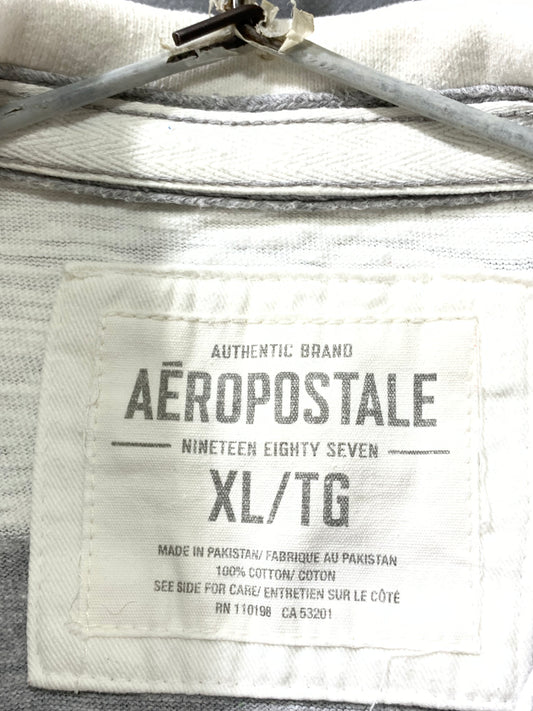 AUTHENTIC BRAND
AÉROPOSTALE
NINETEEN EIGHTY SEVEN
XL/TG
MADE IN PAKISTAN/ FABRIQUE AU PAKISTAN
100% COTTON/ COTON
SEE SIDE FOR CARE/ ENTRETIEN SUR LE CÔTÉ
RN 110198 CA 53201